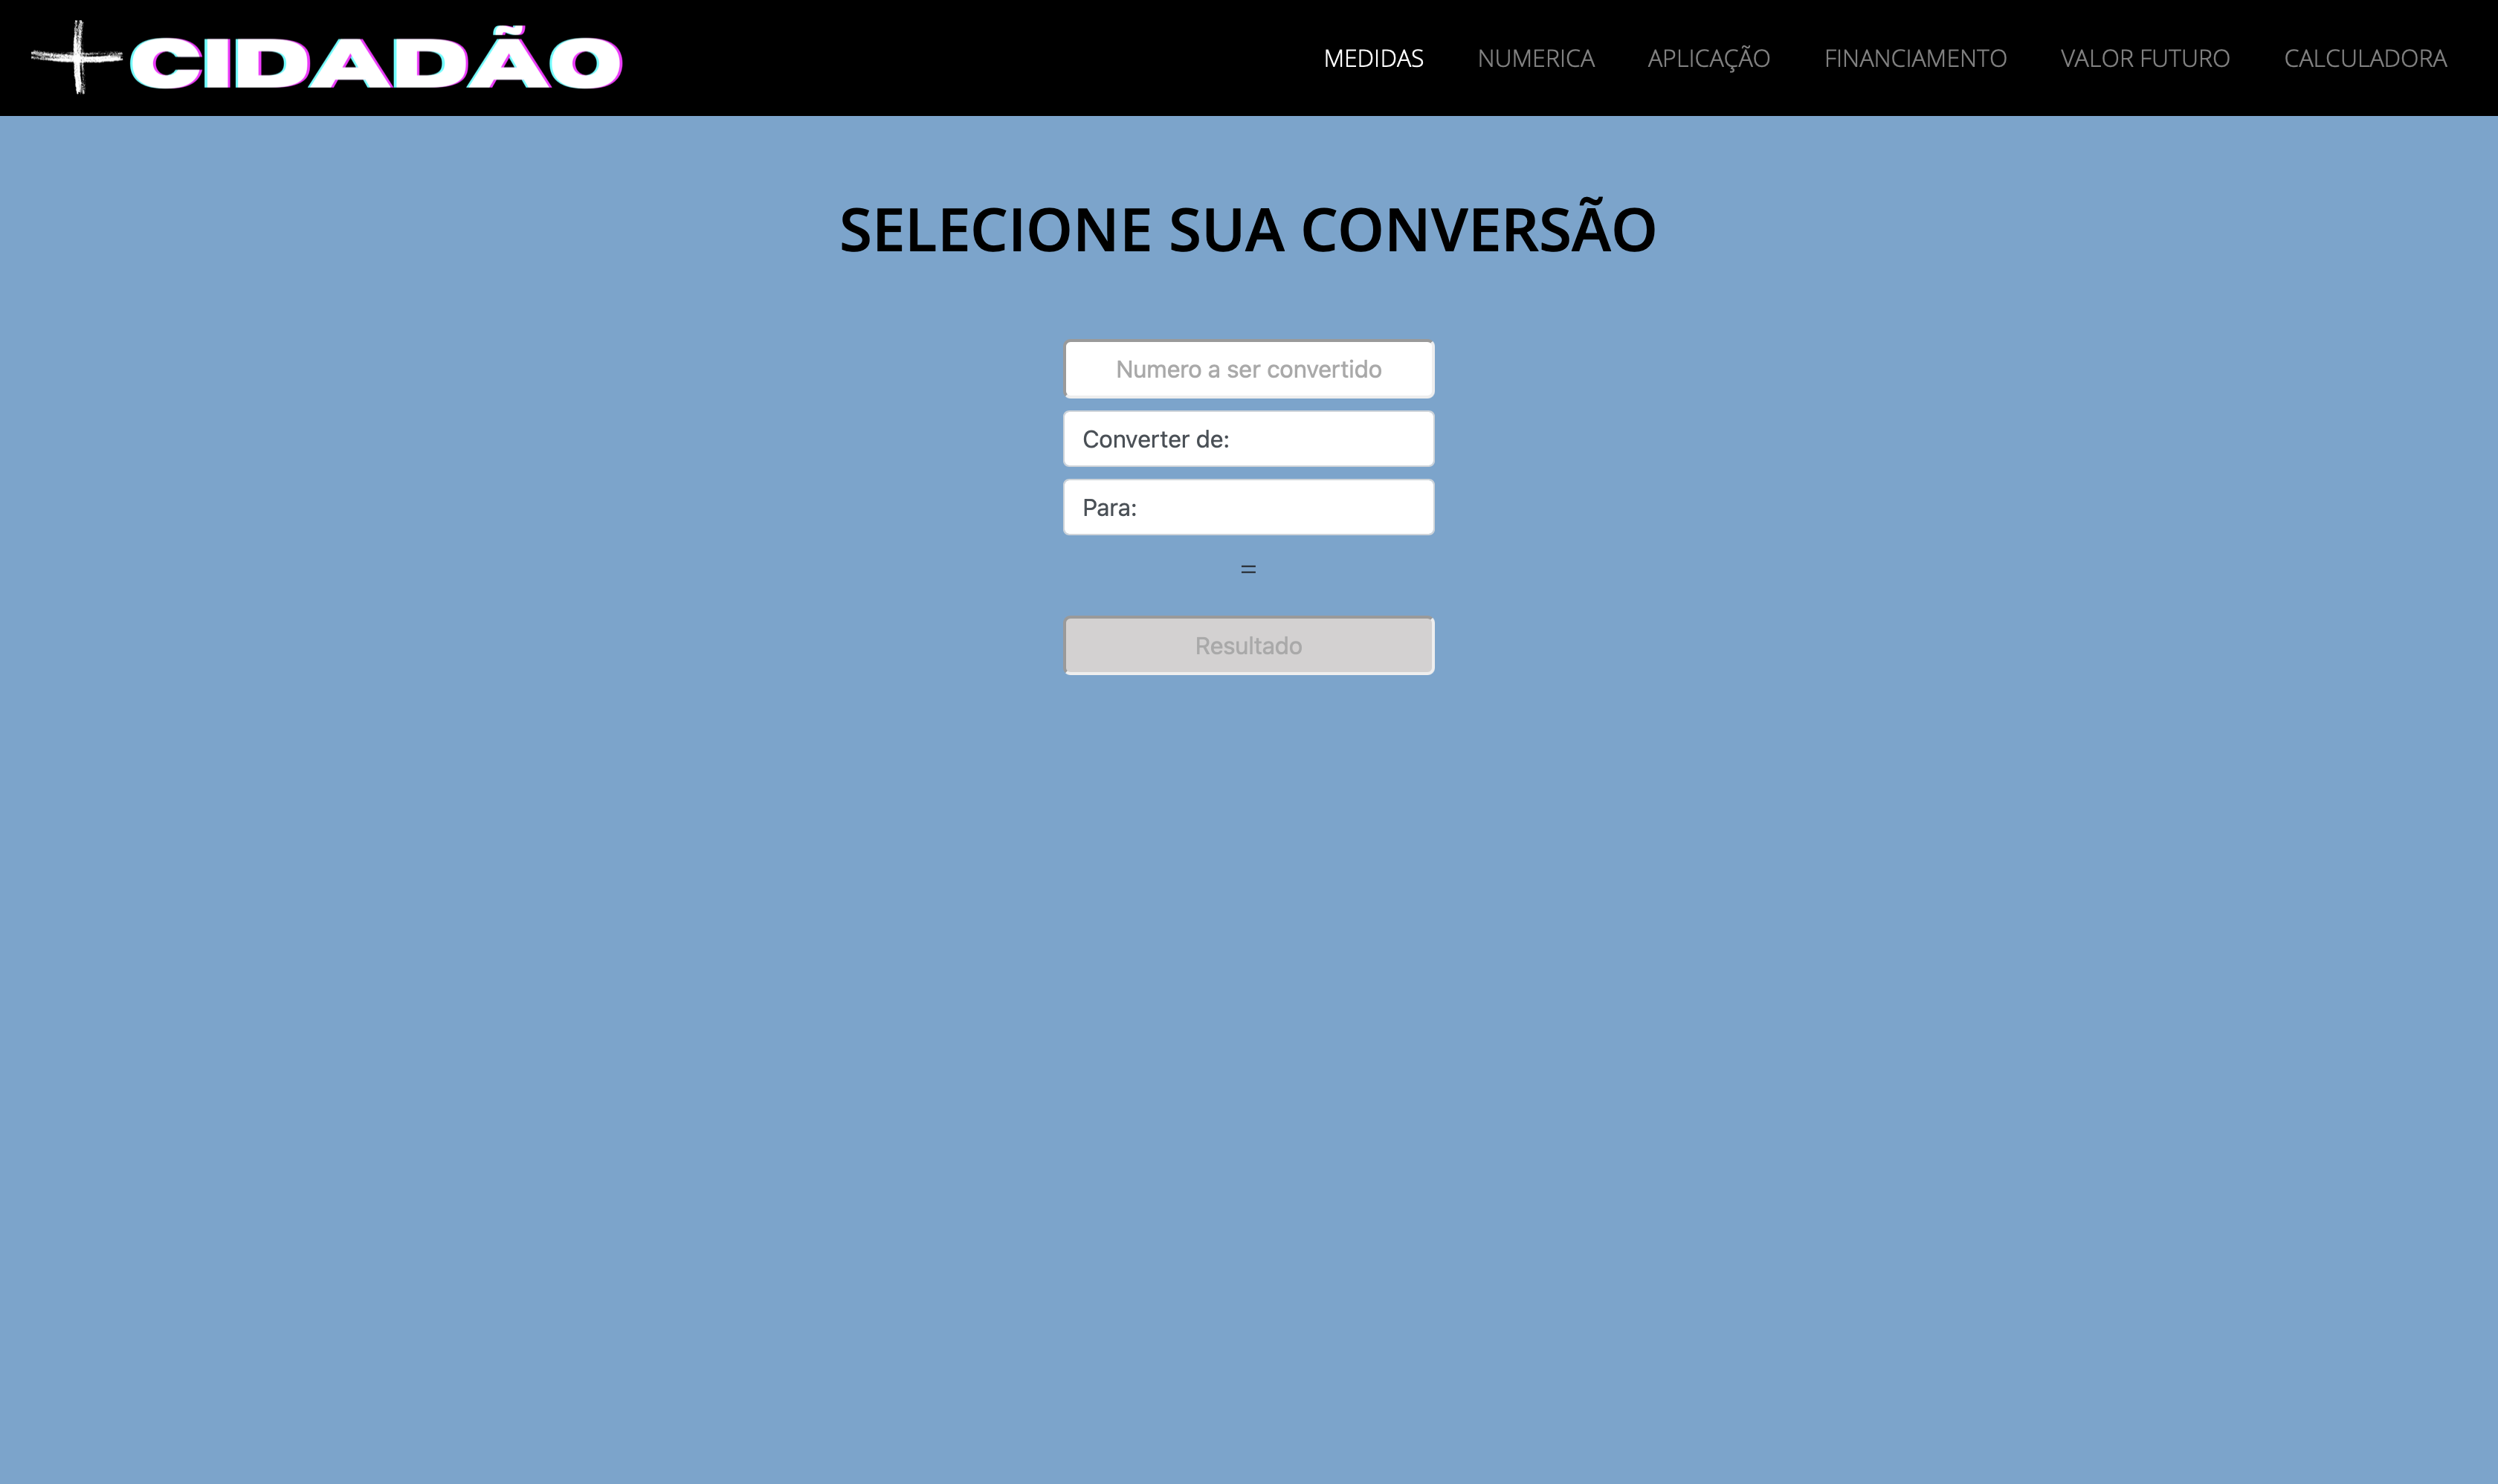 +CIDADÃO
MEDIDAS NUMERICA APLICAÇÃO FINANCIAMENTO VALOR FUTURO CALCULADORA
SELECIONE SUA CONVERSÃO
Numero a ser convertido
Converter de:
Para:
=
Resultado